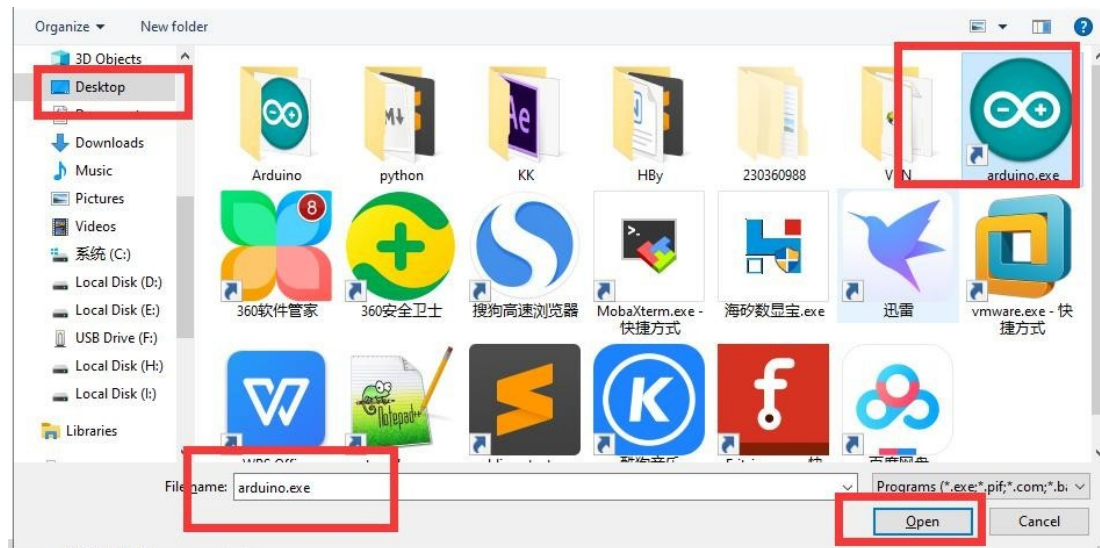 Organize
New folder
3D Objects
Desktop
Downloads
Music
Pictures
Videos
系统 (C:)
Local Disk (D:)
Local Disk (E:)
USB Drive (F:)
Local Disk (H:)
Local Disk (I:)
Libraries
M↓
Ae
Arduino
python
KK
HBy
230360988
arduino.exe
8
360软件管家
360安全卫士
搜狗高速浏览器
MobaXterm.exe -
快捷方式
海矽数显宝.exe
迅雷
vmware.exe - 快
捷方式
Notepad++
K
f
File name:
arduino.exe
Programs (*.exe;*.pif;*.com;*.ba
Open
Cancel